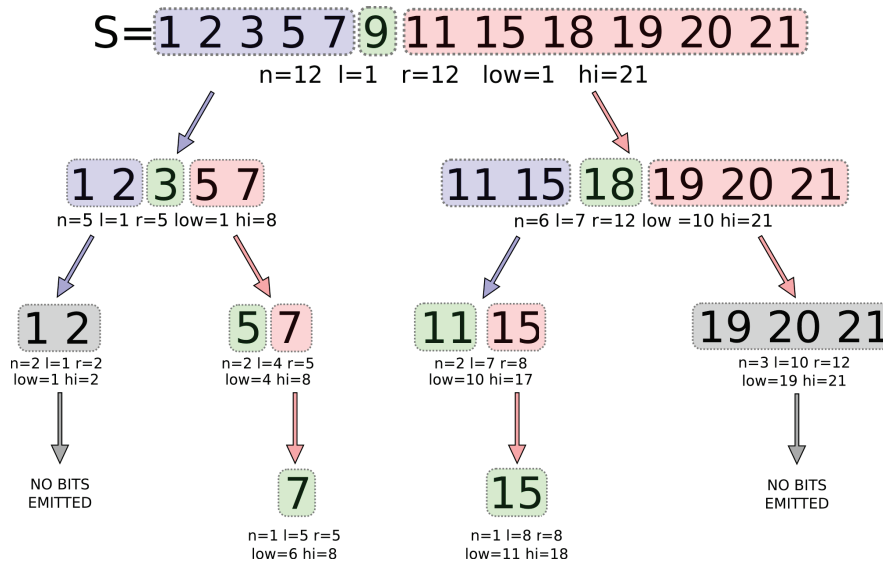 S= 1 2 3 5 7 9 11 15 18 19 20 21
n=12 l=1 r=12 low=1 hi=21
1 2 3 5 7
n=5 l=1 r=5 low=1 hi=8
11 15 18 19 20 21
n=6 l=7 r=12 low =10 hi=21
1 2
n=2 l=1 r=2
low=1 hi=2
5 7
n=2 l=4 r=5
low=4 hi=8
11 15
n=2 l=7 r=8
low=10 hi=17
19 20 21
n=3 l=10 r=12
low=19 hi=21
NO BITS
EMITTED
7
n=1 l=5 r=5
low=6 hi=8
15
n=1 l=8 r=8
low=11 hi=18
NO BITS
EMITTED